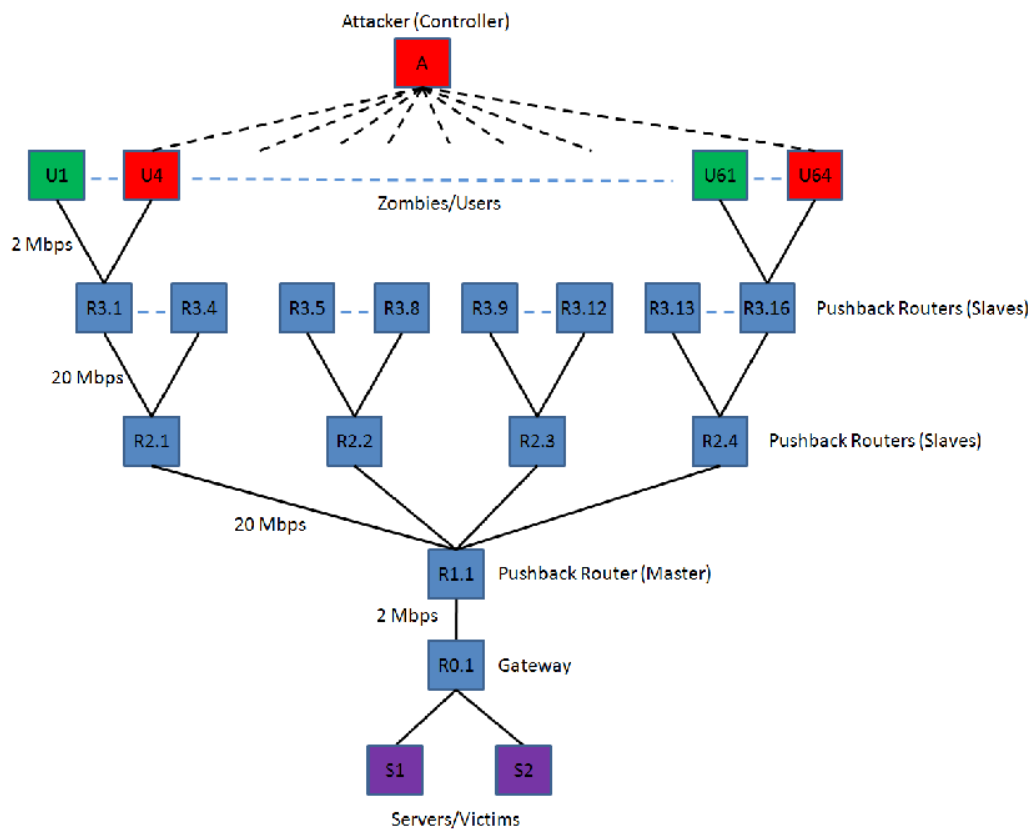 Attacker (Controller)
A
U1
U4
U61
U64
Zombies/Users
2 Mbps
R3.1
R3.4
R3.5
R3.8
R3.9
R3.12
R3.13
R3.16
Pushback Routers (Slaves)
20 Mbps
R2.1
R2.2
R2.3
R2.4
Pushback Routers (Slaves)
20 Mbps
R1.1
Pushback Router (Master)
2 Mbps
R0.1
Gateway
S1
S2
Servers/Victims